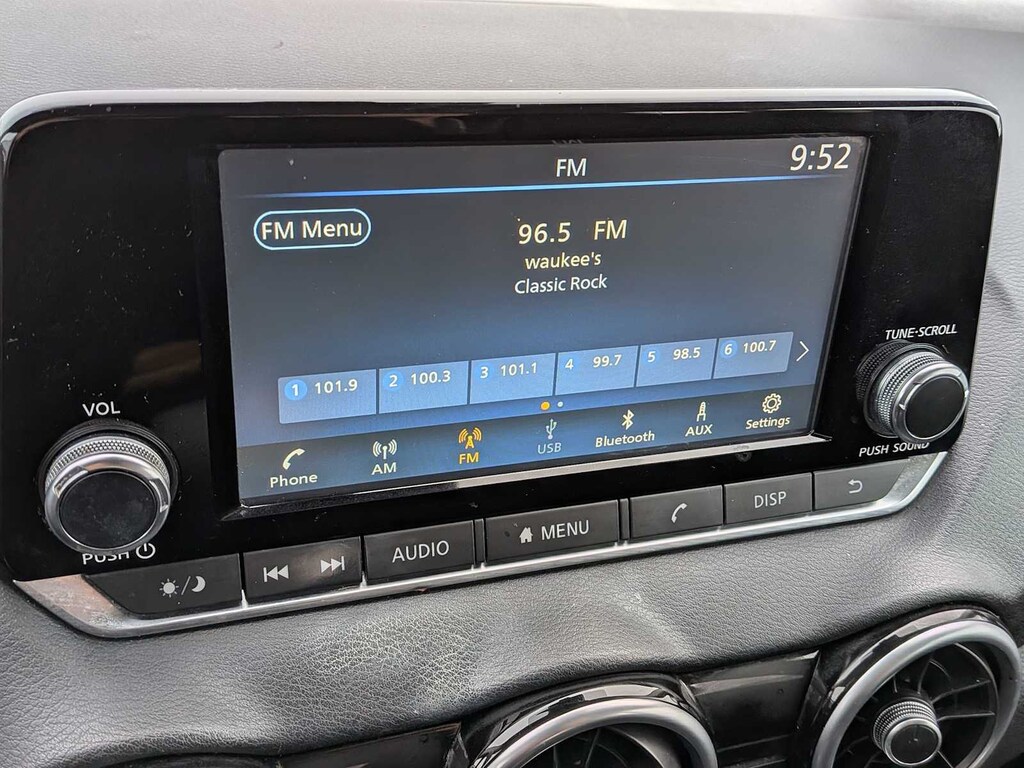 FM
9:52
FM Menu
96.5 FM
waukee's
Classic Rock
1 101.9
2 100.3
3 101.1
4 99.7
5 98.5
6 100.7
Phone
AM
FM
USB
Bluetooth
AUX
Settings
VOL
PUSH
TUNE·SCROLL
PUSH SOUND
AUDIO
MENU
DISP